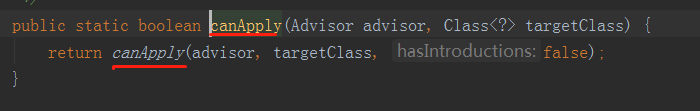 public static boolean canApply(Advisor advisor, Class<?> targetClass) {
return canApply(advisor, targetClass, hasIntroductions: false);
}